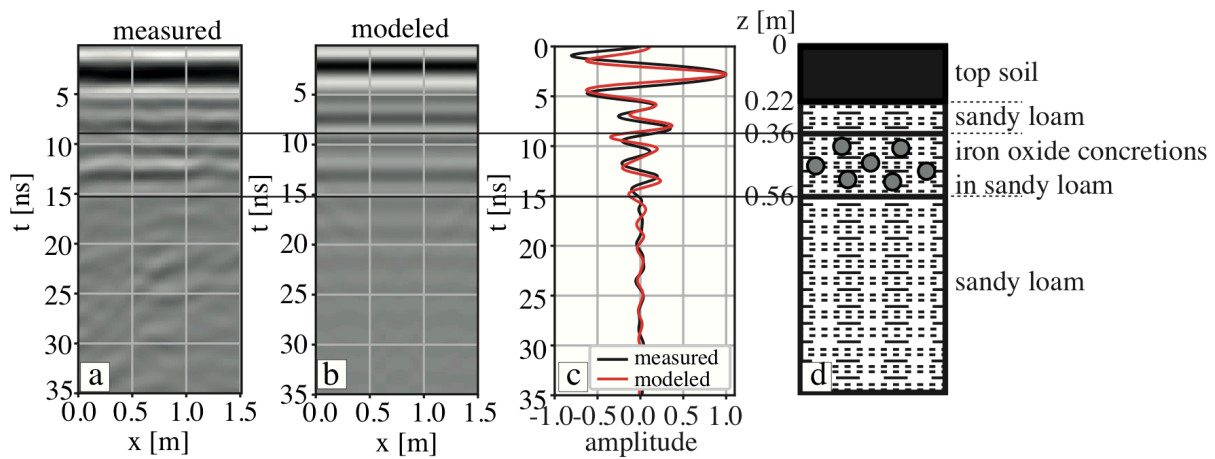 measured
modeled
z [m]
t [ns]
5
10
15
20
25
30
35
a
0.0 0.5 1.0 1.5
x [m]
t [ns]
5
10
15
20
25
30
35
b
0.0 0.5 1.0 1.5
x [m]
t [ns]
0
5
10
15
20
25
30
35
c
measured
modeled
-1.0 -0.5 0.0 0.5 1.0
amplitude
0
0.22
0.36
0.56
d
top soil
sandy loam
iron oxide concretions
in sandy loam
sandy loam